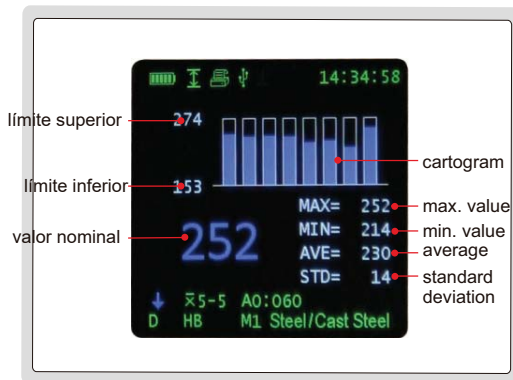 14:34:58
límite superior
274
cartogram
límite inferior
153
MAX= 252
max. value
MIN= 214
min. value
valor nominal
252
AVE= 230
average
STD= 14
standard deviation
x̅5-5 A0:060
D HB M1 Steel/Cast Steel